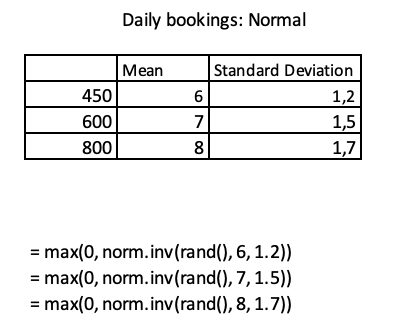 Daily bookings: Normal
Mean Standard Deviation
450 6 1,2
600 7 1,5
800 8 1,7
= max(0, norm.inv(rand(), 6, 1.2))
= max(0, norm.inv(rand(), 7, 1.5))
= max(0, norm.inv(rand(), 8, 1.7))